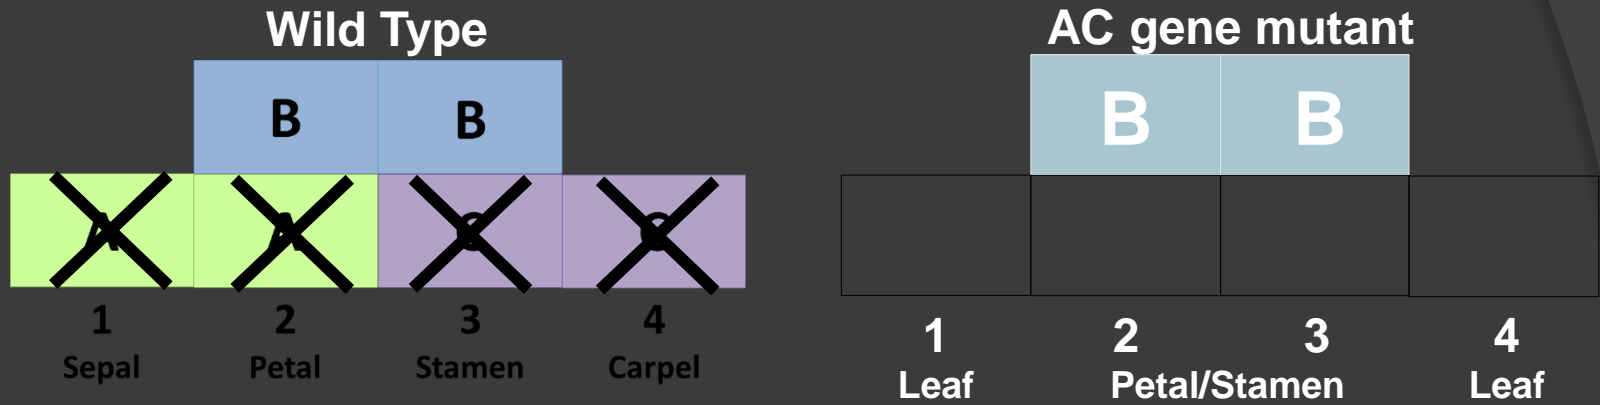 Wild Type
B B
A A C C
1 2 3 4
Sepal Petal Stamen Carpel
AC gene mutant
B B
1 2 3 4
Leaf Petal/Stamen Leaf